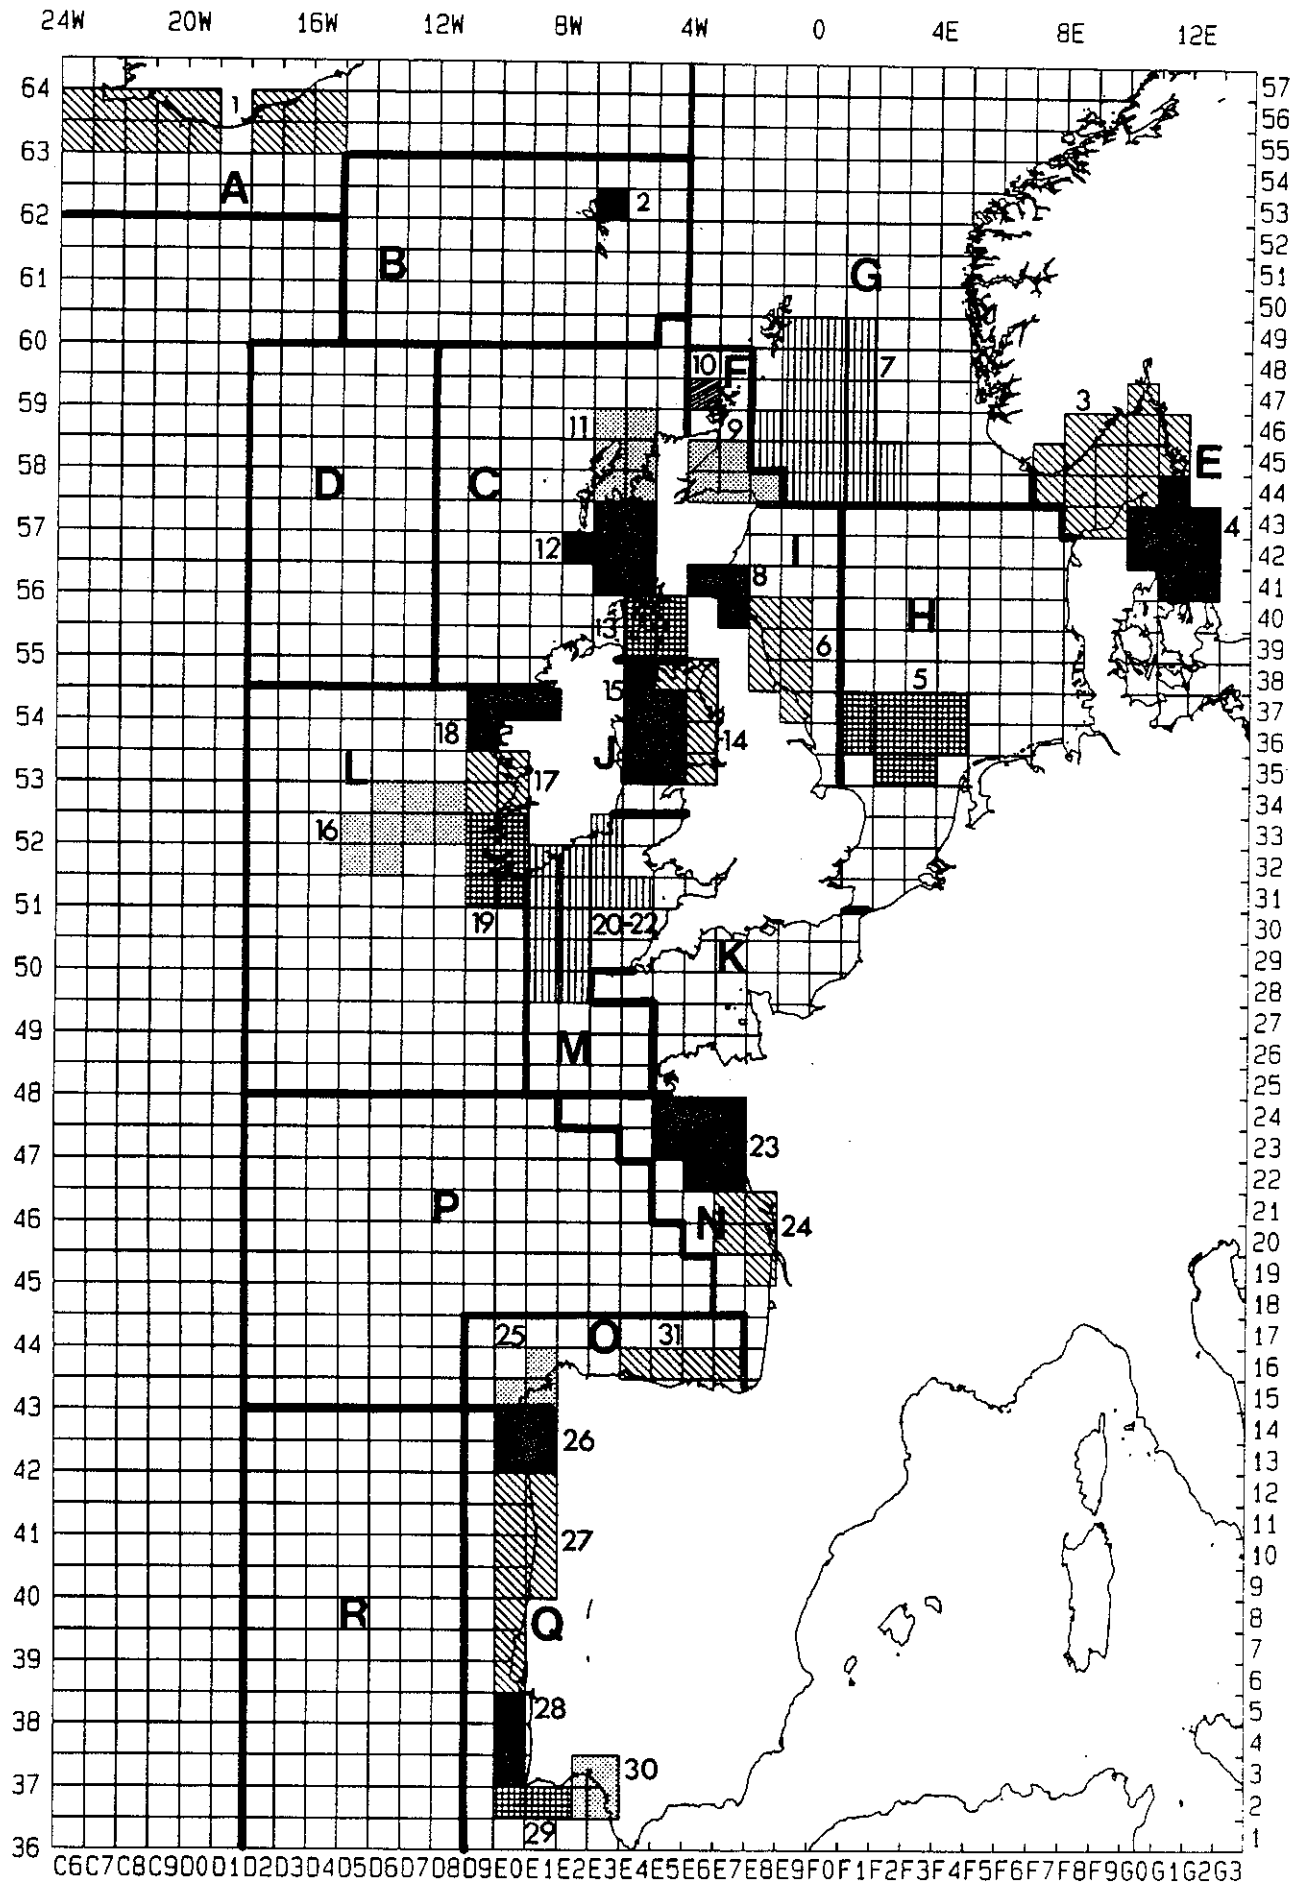 24W 20W 16W 12W 8W 4W 0 4E 8E 12E
64 1 57
56
63 55
A 54
62 2 53
B 52
61 G 51
50
60 49
10 F 7 48
59 3 47
11 9 46
58 E 45
D C 44
57 4 43
12 I 42
56 8 41
13 H 40
55 6 39
15 5 38
54 37
18 J 14 36
53 L 17 35
34
52 16 33
32
51 31
19 20-22 30
50 K 29
28
49 M 27
26
48 25
24
47 23 23
22
46 P N 24 21
20
45 19
18
44 25 O 31 17
16
43 15
26 14
42 13
12
41 27 11
10
40 9
R Q 8
39 7
6
38 28 5
4
37 30 3
2
36 29 1
C6C7C8C9D0D1D2D3D4D5D6D7D8D9E0E1E2E3E4E5E6E7E8E9F0F1F2F3F4F5F6F7F8F9G0G1G2G3